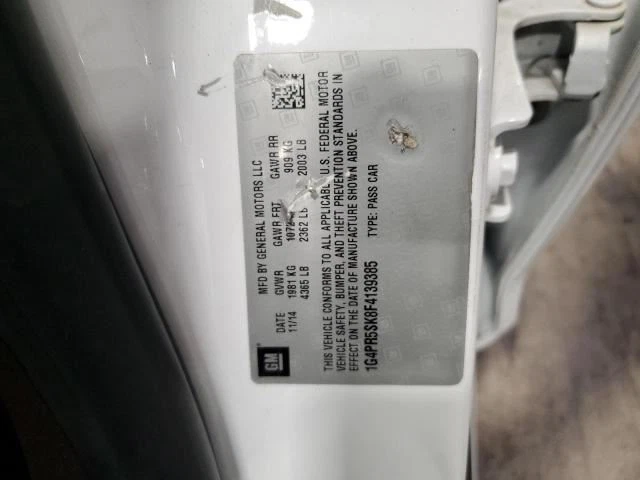 GM
MFD BY GENERAL MOTORS LLC
11/14 GVWR GAWR FRT GAWR RR
1981 KG 909 KG
4365 LB 2362 LB 2003 LB
THIS VEHICLE CONFORMS TO ALL APPLICABLE U.S. FEDERAL MOTOR
VEHICLE SAFETY, BUMPER, AND THEFT PREVENTION STANDARDS IN
EFFECT ON THE DATE OF MANUFACTURE SHOWN ABOVE.
1G4PR5SK8F4139385 TYPE: PASS CAR